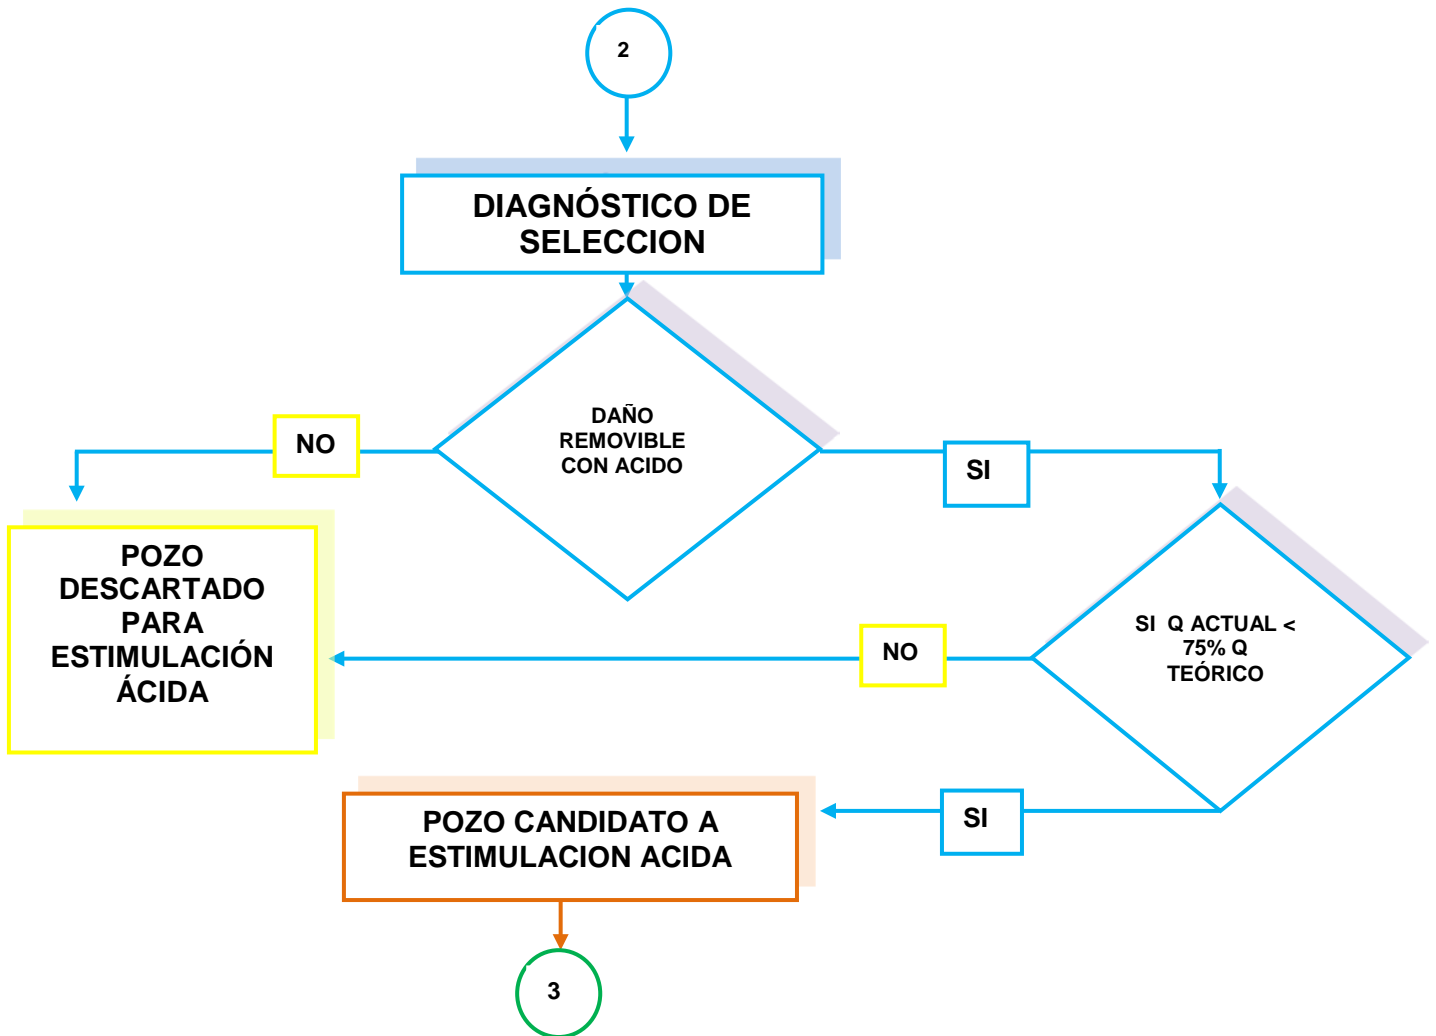 2
DIAGNÓSTICO DE
SELECCION
DAÑO
REMOVIBLE
CON ACIDO
NO
SI
POZO
DESCARTADO
PARA
ESTIMULACIÓN
ÁCIDA
SI  Q ACTUAL <
75% Q
TEÓRICO
NO
SI
POZO CANDIDATO A
ESTIMULACION ACIDA
3